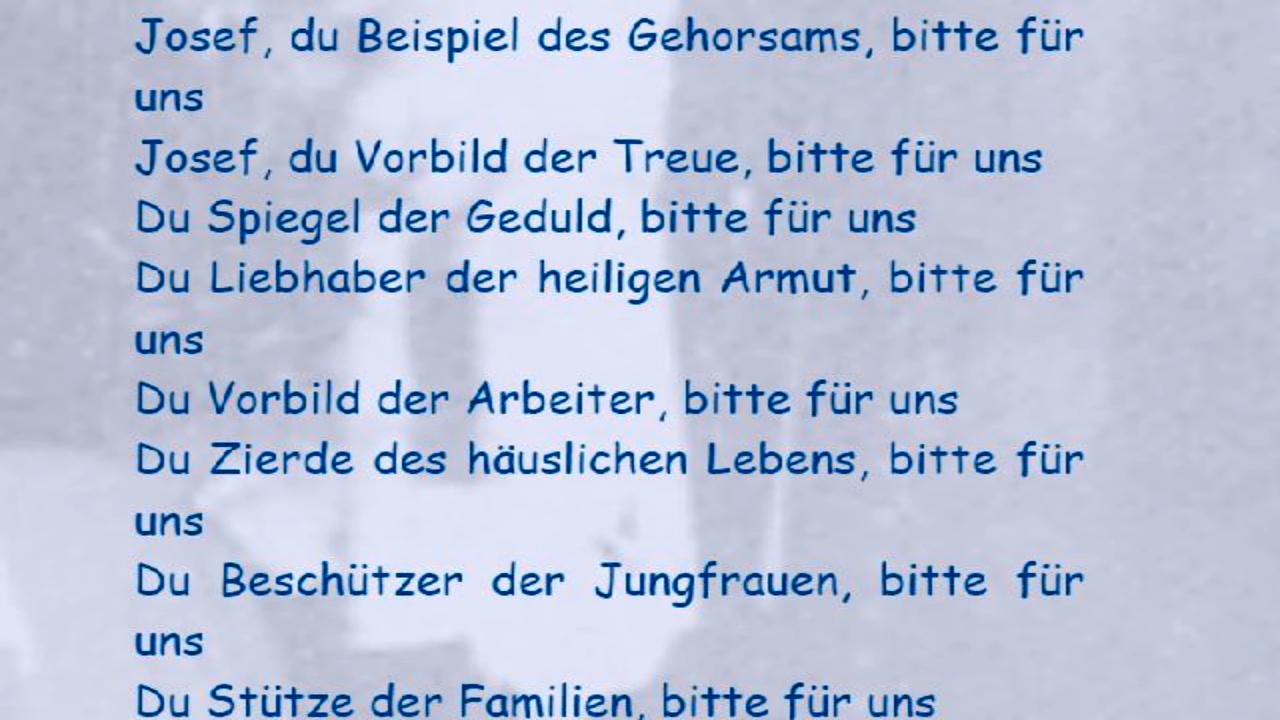 Josef, du Beispiel des Gehorsams, bitte für
uns
Josef, du Vorbild der Treue, bitte für uns
Du Spiegel der Geduld, bitte für uns
Du Liebhaber der heiligen Armut, bitte für
uns
Du Vorbild der Arbeiter, bitte für uns
Du Zierde des häuslichen Lebens, bitte für
uns
Du Beschützer der Jungfrauen, bitte für
uns
Du Stütze der Familien, bitte für uns